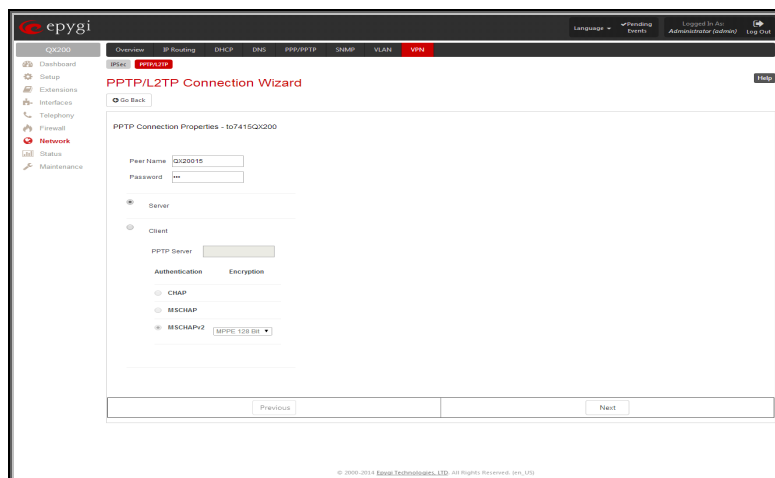 epygi
Language
Pending Events
Logged In As:
Administrator (admin)
Log Out
QX200
Overview IP Routing DHCP DNS PPP/PPTP SNMP VLAN VPN
Dashboard
Setup
Extensions
Interfaces
Telephony
Firewall
Network
Status
Maintenance
IPSec PPTP/L2TP
PPTP/L2TP Connection Wizard
Help
Go Back
PPTP Connection Properties - to7415QX200
Peer Name QX20015
Password •••
Server
Client
PPTP Server
Authentication Encryption
CHAP
MSCHAP
MSCHAPv2 MPPE 128 Bit
Previous Next
© 2000-2014 Epygi Technologies, LTD. All Rights Reserved. (en_US)